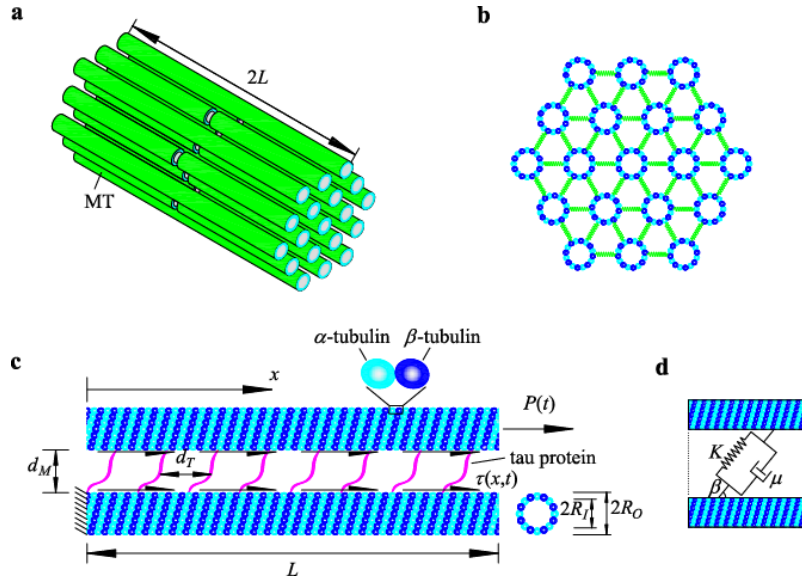 a
2L
MT
b
c
α-tubulin
β-tubulin
x
P(t)
d_M
d_T
tau protein
τ(x,t)
2R_I
2R_O
L
d
K
β
μ